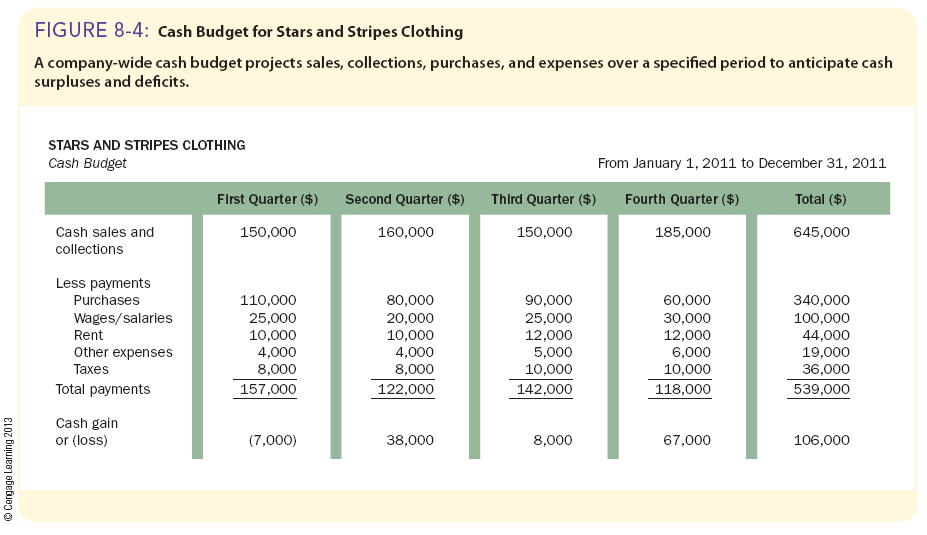 FIGURE 8-4: Cash Budget for Stars and Stripes Clothing
A company-wide cash budget projects sales, collections, purchases, and expenses over a specified period to anticipate cash
surpluses and deficits.
STARS AND STRIPES CLOTHING
Cash Budget From January 1, 2011 to December 31, 2011
First Quarter ($) Second Quarter ($) Third Quarter ($) Fourth Quarter ($) Total ($)
Cash sales and 150,000 160,000 150,000 185,000 645,000
collections
Less payments
Purchases 110,000 80,000 90,000 60,000 340,000
Wages/salaries 25,000 20,000 25,000 30,000 100,000
Rent 10,000 10,000 12,000 12,000 44,000
Other expenses 4,000 4,000 5,000 6,000 19,000
Taxes 8,000 8,000 10,000 10,000 36,000
Total payments 157,000 122,000 142,000 118,000 539,000
Cash gain
or (loss) (7,000) 38,000 8,000 67,000 106,000
© Cengage Learning 2013